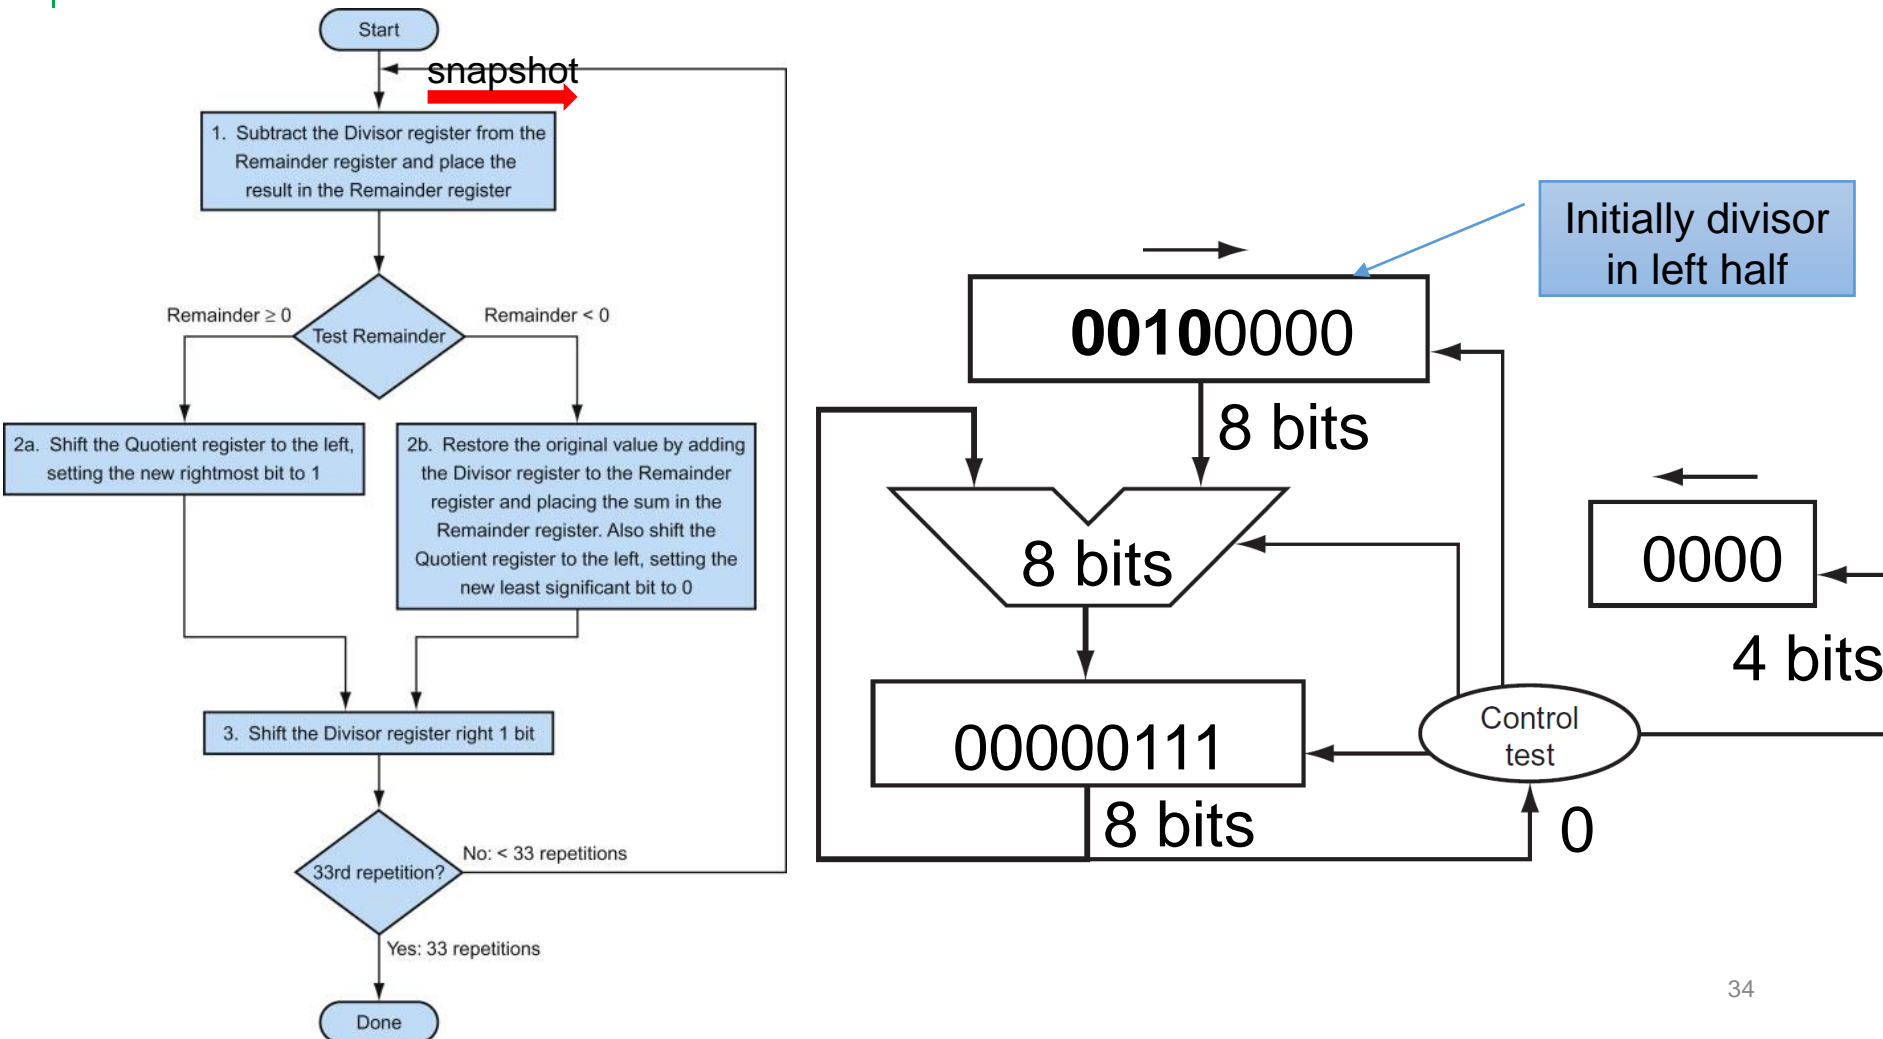 Start
snapshot
1. Subtract the Divisor register from the
Remainder register and place the
result in the Remainder register
Remainder ≥ 0
Remainder < 0
Test Remainder
2a. Shift the Quotient register to the left,
setting the new rightmost bit to 1
2b. Restore the original value by adding
the Divisor register to the Remainder
register and placing the sum in the
Remainder register. Also shift the
Quotient register to the left, setting the
new least significant bit to 0
3. Shift the Divisor register right 1 bit
33rd repetition?
No: < 33 repetitions
Yes: 33 repetitions
Done
Initially divisor
in left half
00100000
8 bits
8 bits
0000
4 bits
00000111
Control
test
8 bits
0
34